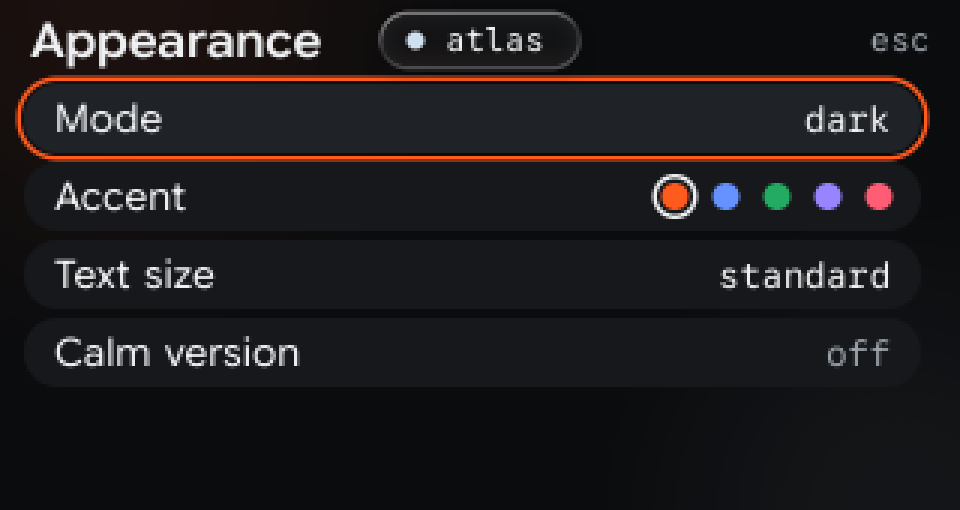 Appearance atlas esc
Mode dark
Accent
Text size standard
Calm version off